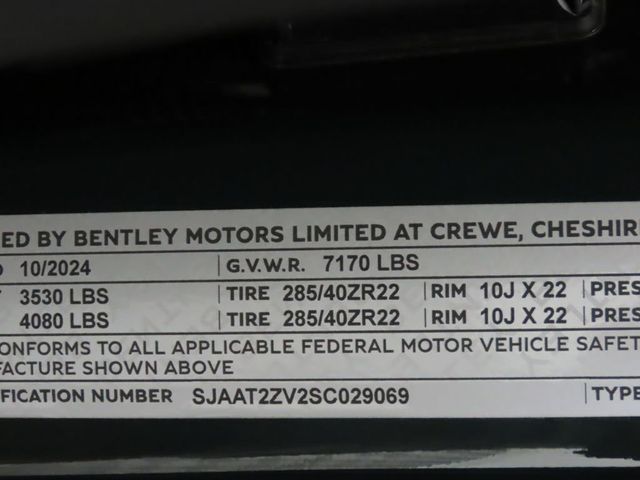 ED BY BENTLEY MOTORS LIMITED AT CREWE, CHESHIR
10/2024 G.V.W.R. 7170 LBS
3530 LBS TIRE 285/40ZR22 RIM 10J X 22 PRES
4080 LBS TIRE 285/40ZR22 RIM 10J X 22 PRES
ONFORMS TO ALL APPLICABLE FEDERAL MOTOR VEHICLE SAFET
FACTURE SHOWN ABOVE
FICATION NUMBER SJAAT2ZV2SC029069 TYPE